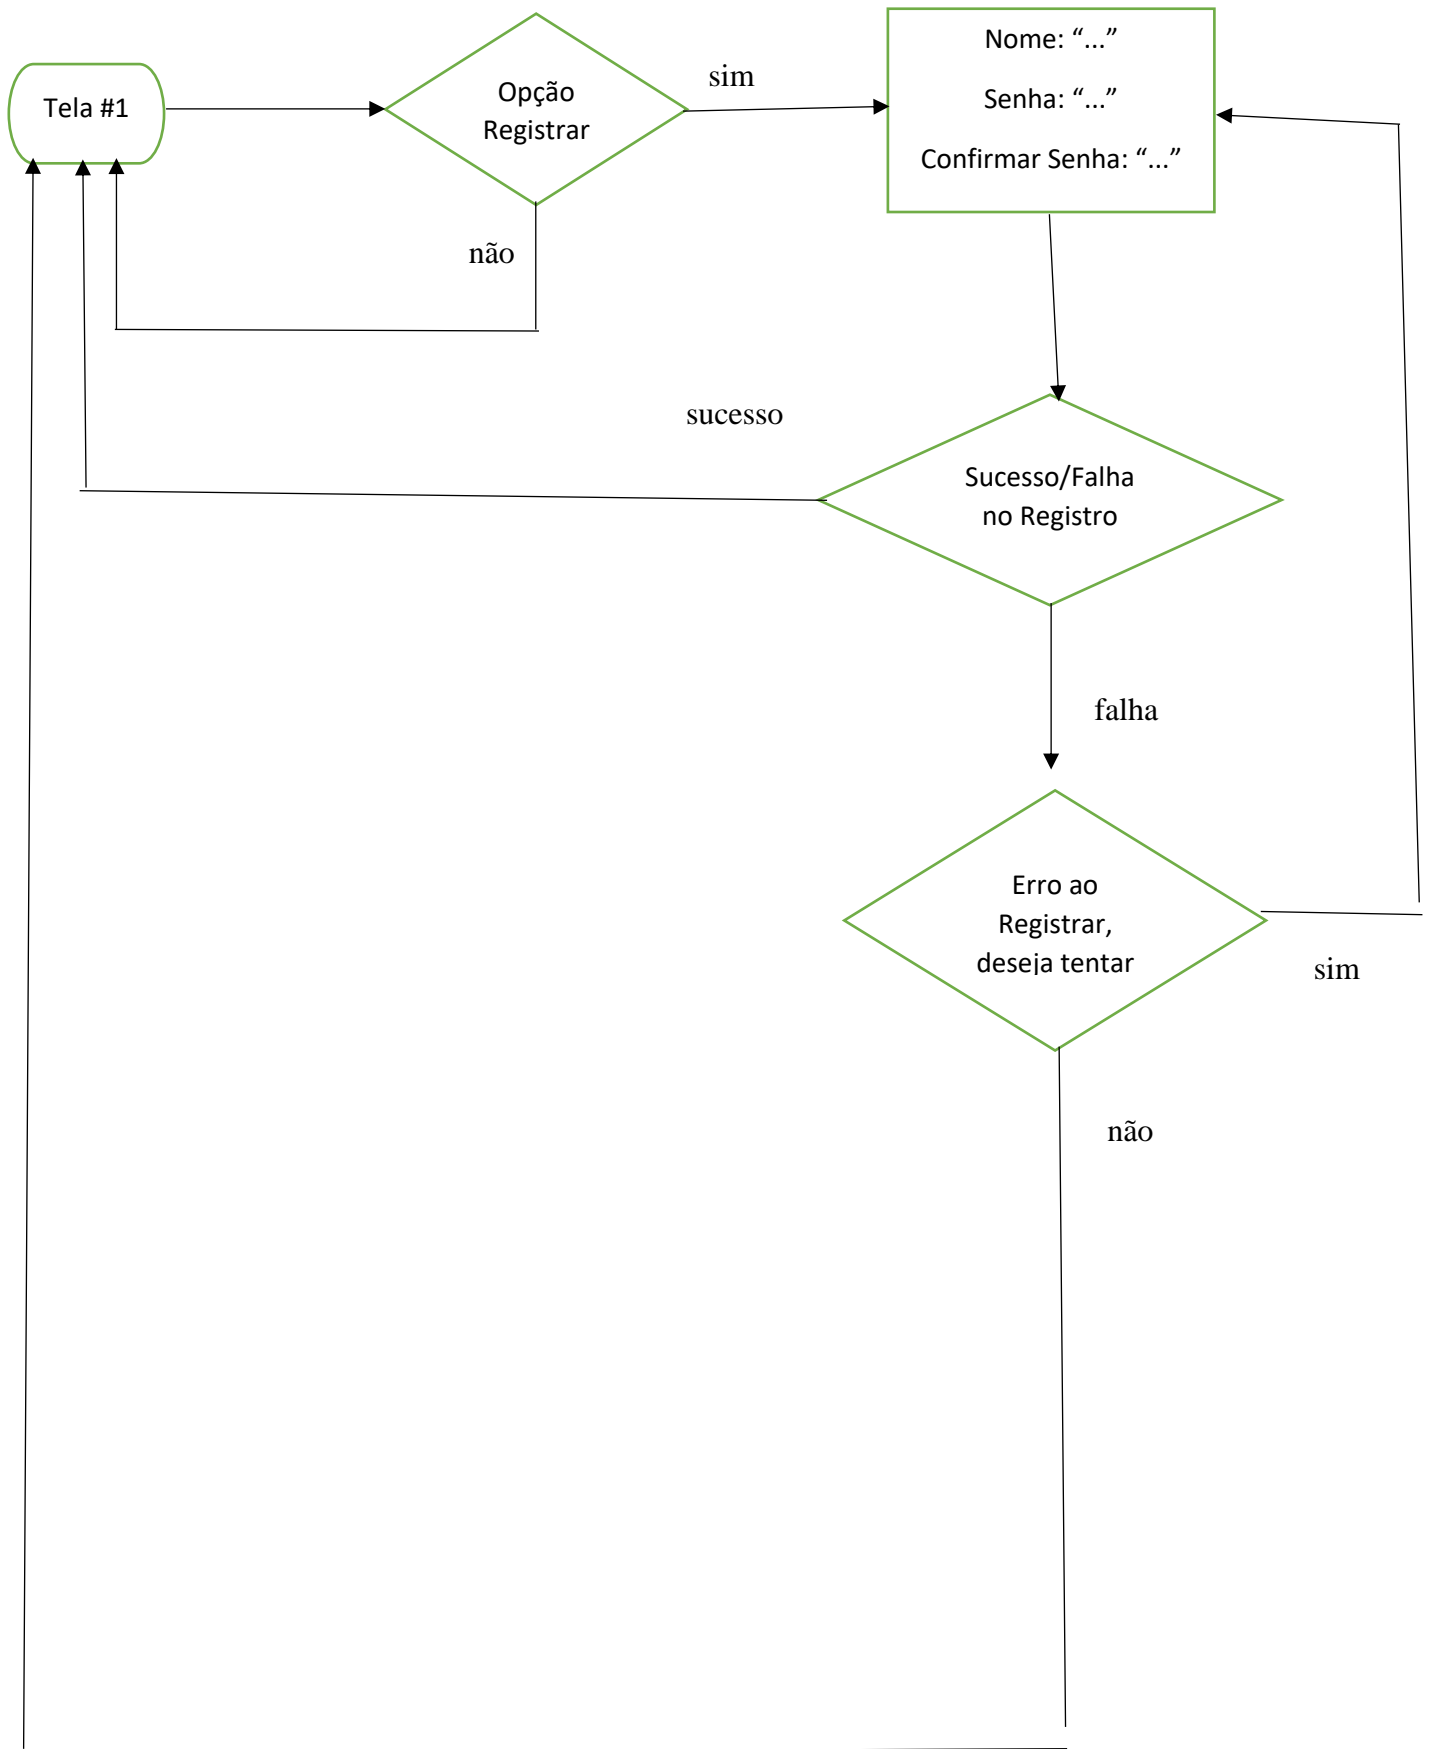 Tela #1
Opção
Registrar
sim
Nome: “...”
Senha: “...”
Confirmar Senha: “...”
não
sucesso
Sucesso/Falha
no Registro
falha
Erro ao
Registrar,
deseja tentar
sim
não